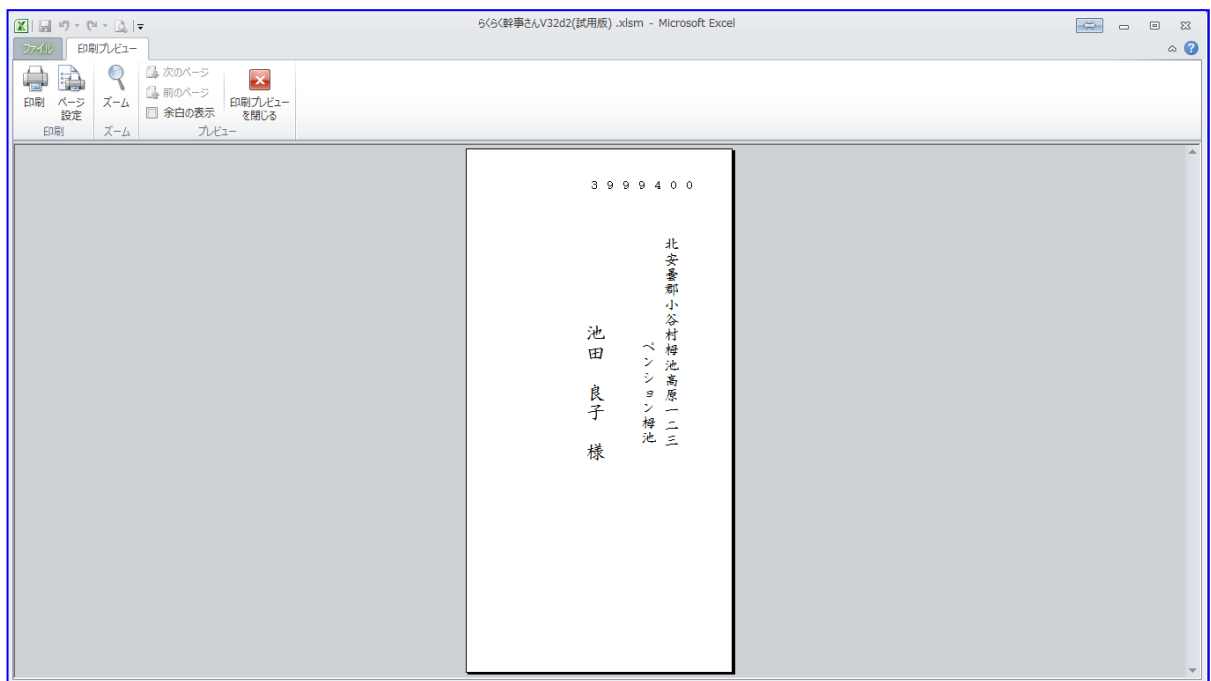 らくらく幹事さんV32d2(試用版) .xlsm - Microsoft Excel
ファイル
印刷プレビュー
印刷
ページ設定
ズーム
次のページ
前のページ
余白の表示
印刷プレビューを閉じる
印刷
ズーム
プレビュー
3999400
北安曇郡小谷村栂池高原一二三
ペンション栂池
池田 良子 様